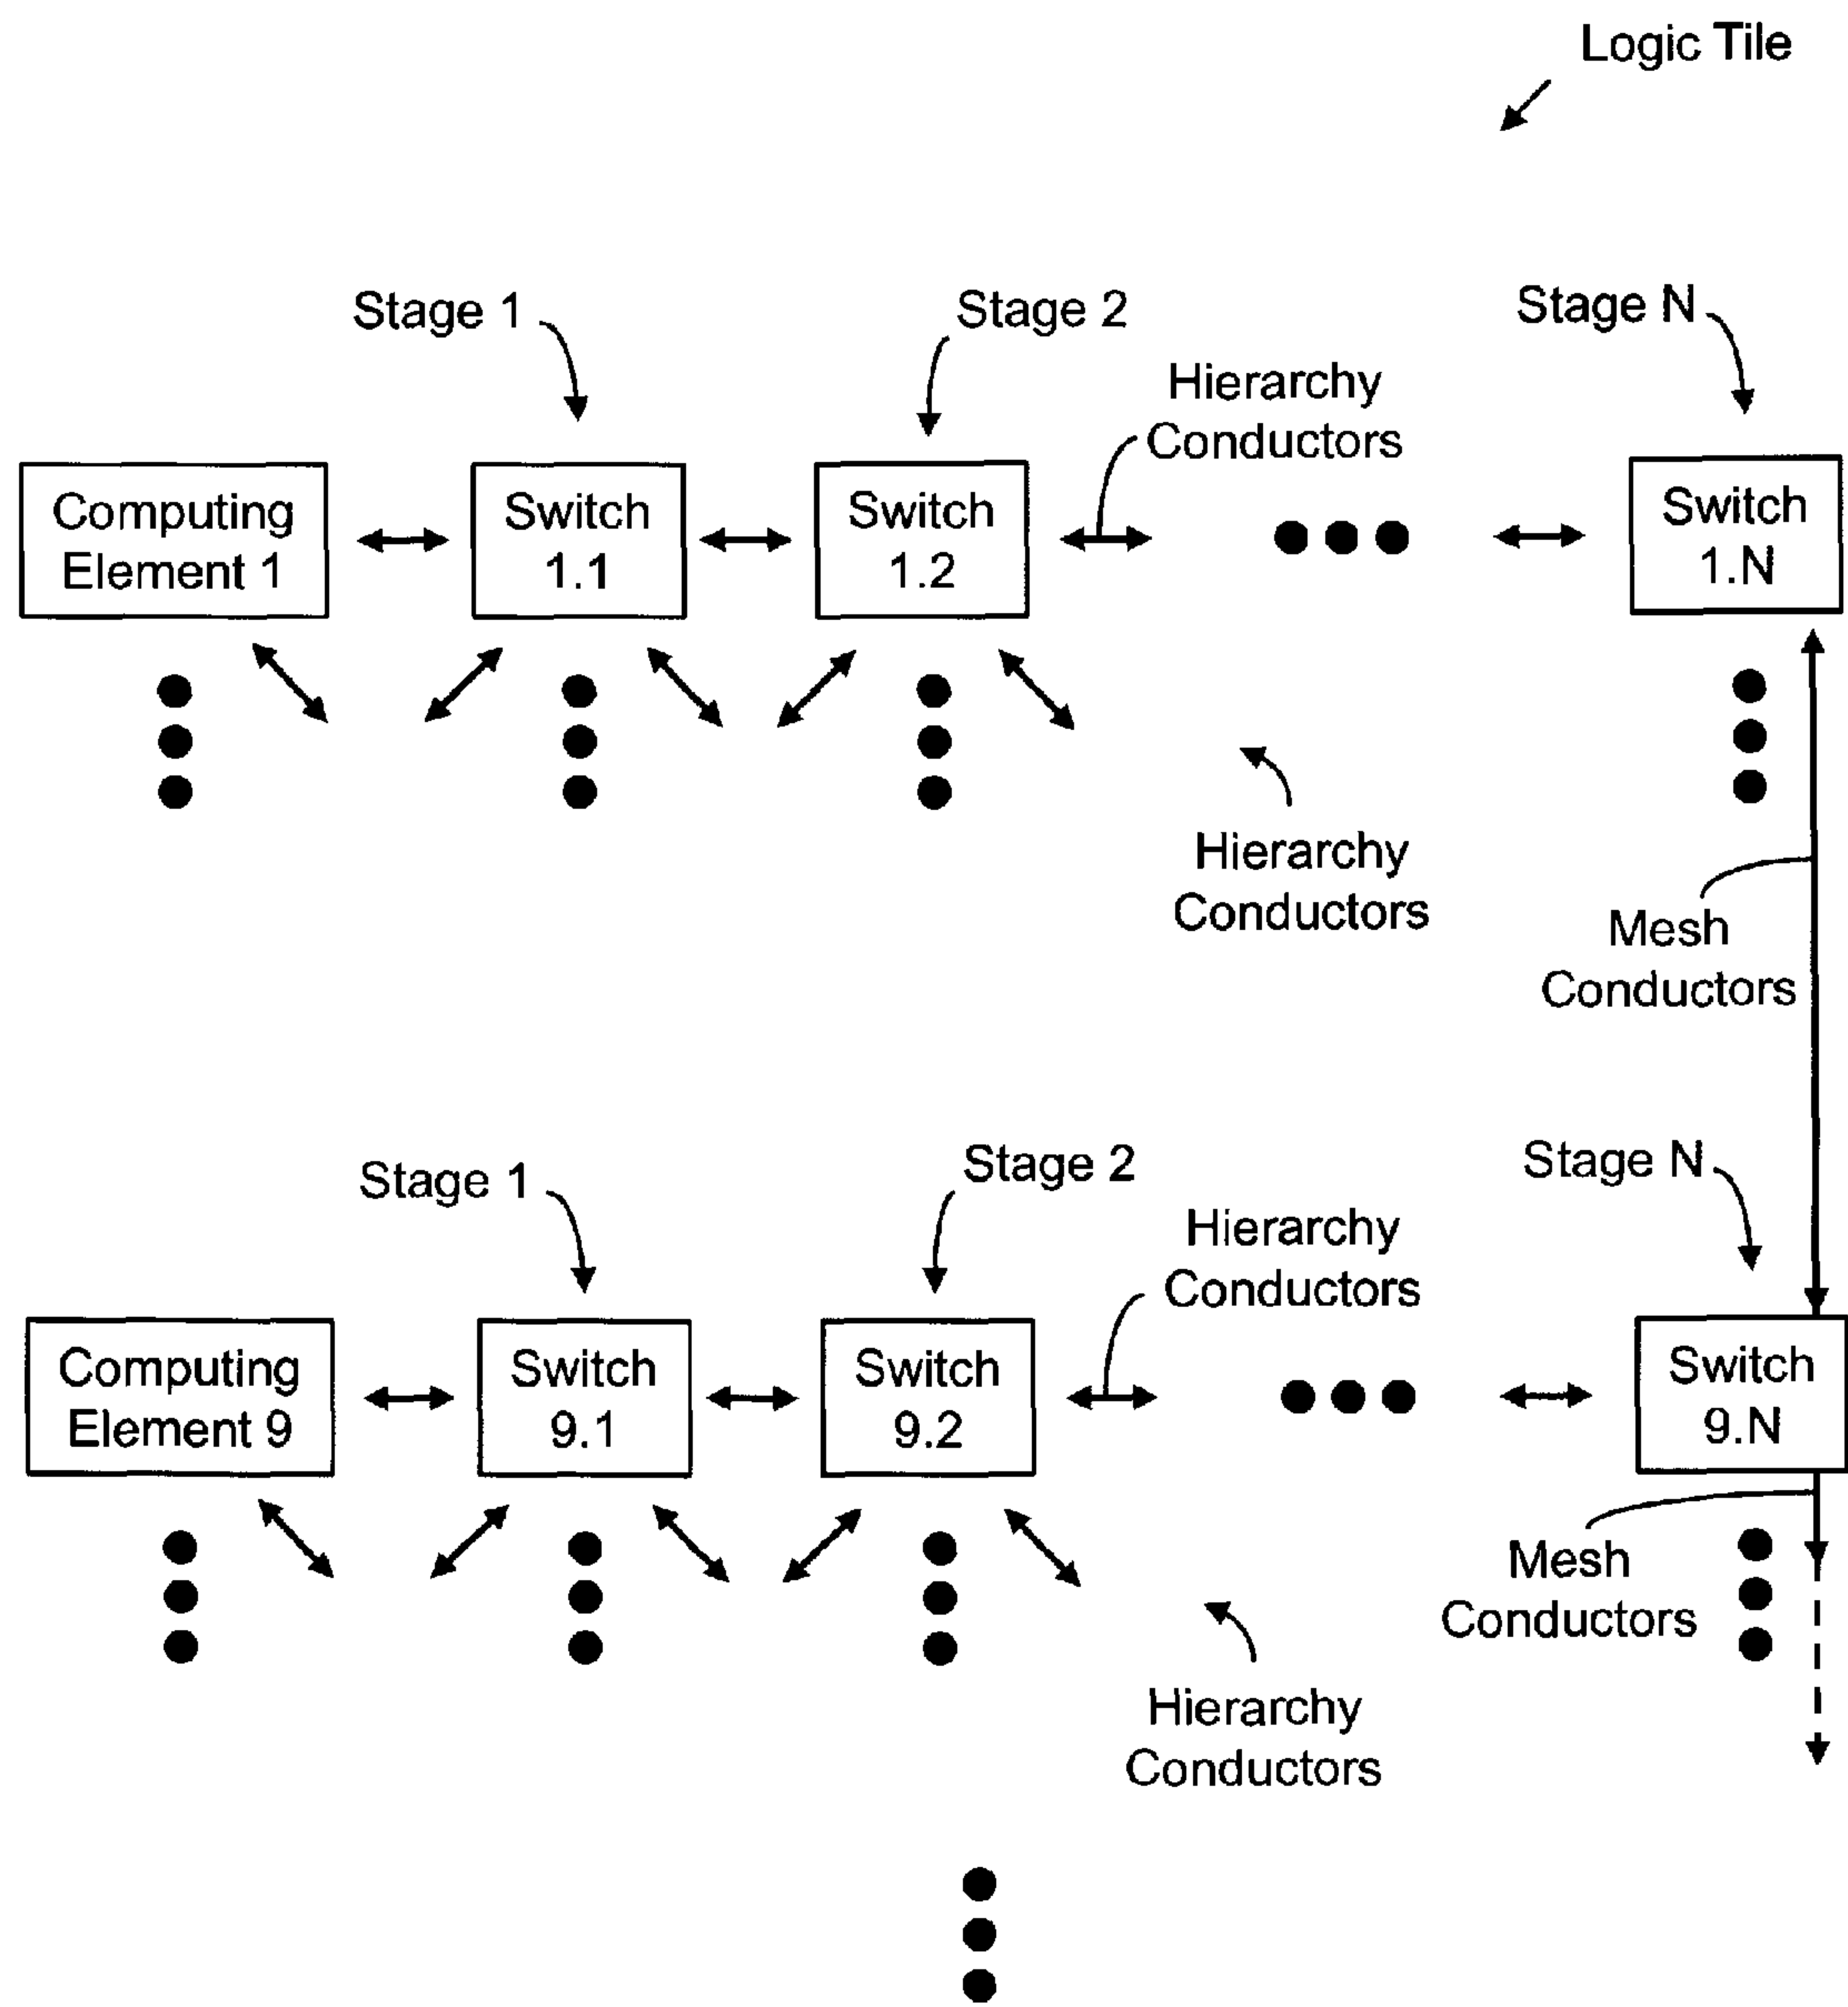 Logic Tile
Stage 1
Stage 2
Stage N
Hierarchy
Conductors
Computing
Element 1
Switch
1.1
Switch
1.2
Switch
1.N
Hierarchy
Conductors
Mesh
Conductors
Stage 1
Stage 2
Stage N
Hierarchy
Conductors
Computing
Element 9
Switch
9.1
Switch
9.2
Switch
9.N
Mesh
Conductors
Hierarchy
Conductors